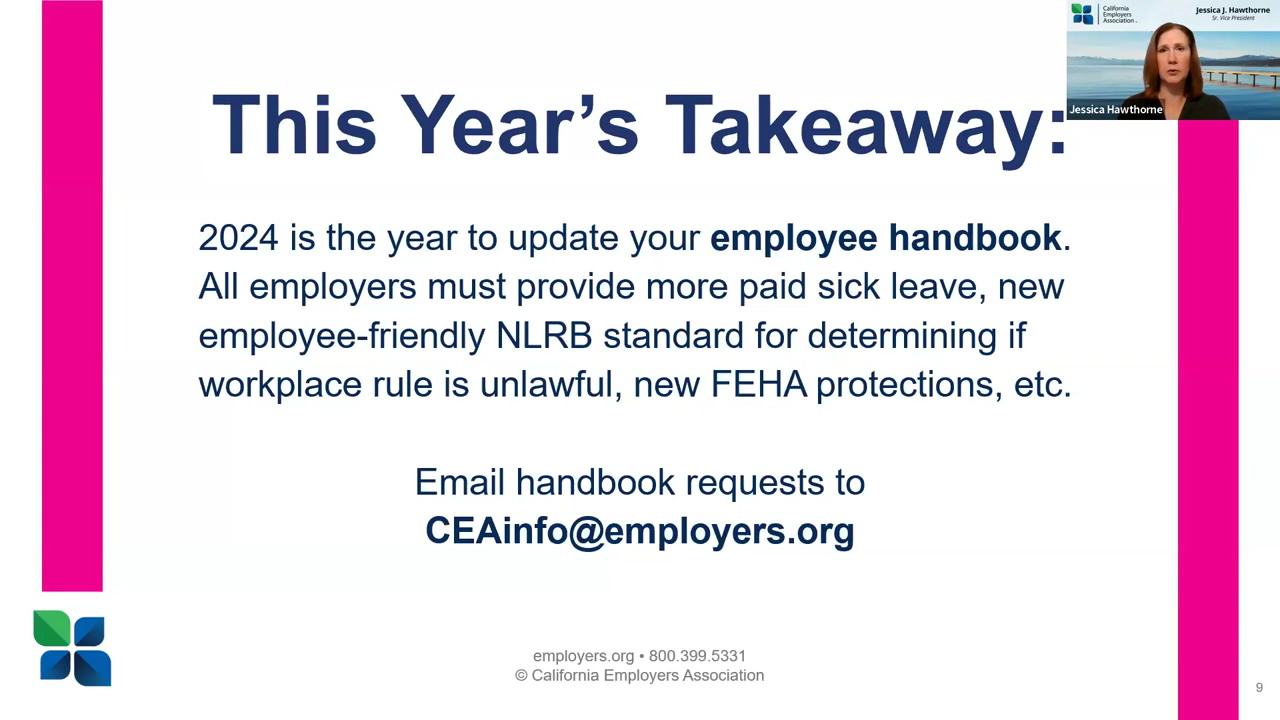 California
Employers
Association
Jessica J. Hawthorne
Sr. Vice President
Jessica Hawthorne
This Year’s Takeaway:
2024 is the year to update your employee handbook.
All employers must provide more paid sick leave, new
employee-friendly NLRB standard for determining if
workplace rule is unlawful, new FEHA protections, etc.
Email handbook requests to
CEAinfo@employers.org
employers.org • 800.399.5331
© California Employers Association
9